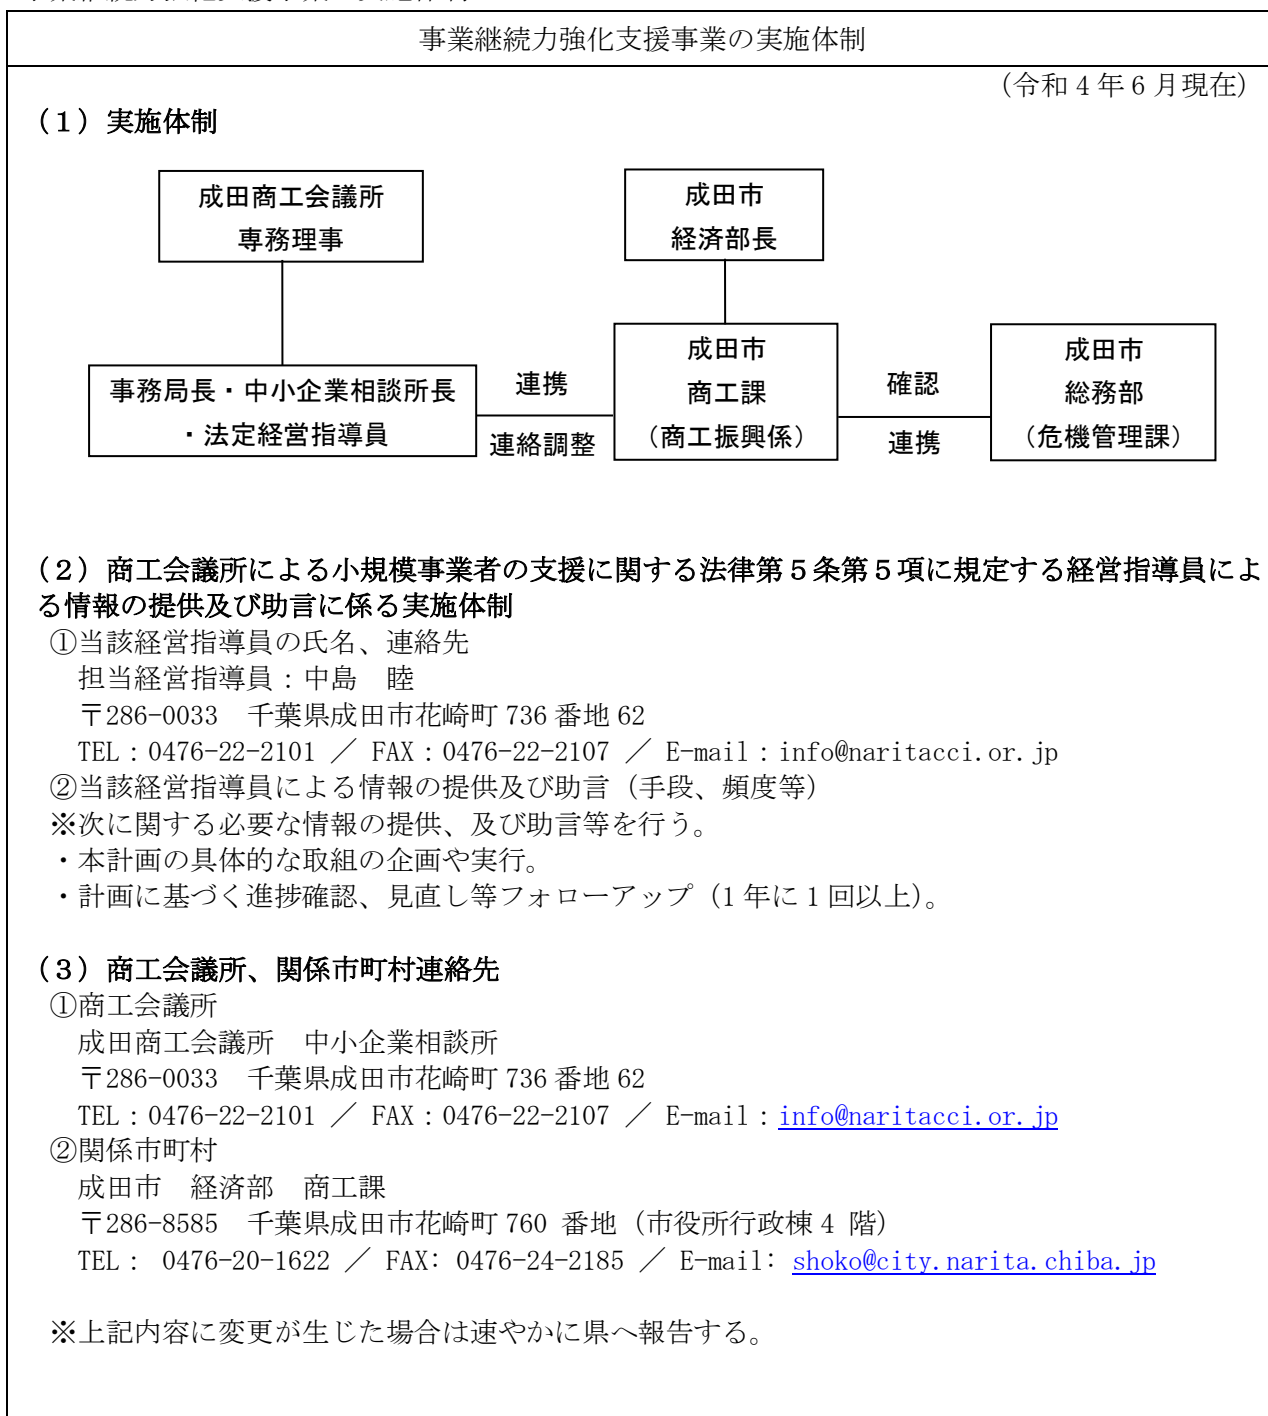 事業継続力強化支援事業の実施体制
（令和４年６月現在）
（１）実施体制
成田商工会議所
専務理事
成田市
経済部長
事務局長・中小企業相談所長
・法定経営指導員
連携
連絡調整
成田市
商工課
（商工振興係）
確認
連携
成田市
総務部
（危機管理課）
（２）商工会議所による小規模事業者の支援に関する法律第５条第５項に規定する経営指導員によ
る情報の提供及び助言に係る実施体制
①当該経営指導員の氏名、連絡先
担当経営指導員：中島　睦
〒286-0033　千葉県成田市花崎町 736 番地 62
TEL：0476-22-2101 ／ FAX：0476-22-2107 ／ E-mail：info@naritacci.or.jp
②当該経営指導員による情報の提供及び助言（手段、頻度等）
※次に関する必要な情報の提供、及び助言等を行う。
・本計画の具体的な取組の企画や実行。
・計画に基づく進捗確認、見直し等フォローアップ（1 年に 1 回以上）。
（３）商工会議所、関係市町村連絡先
①商工会議所
成田商工会議所　中小企業相談所
〒286-0033　千葉県成田市花崎町 736 番地 62
TEL：0476-22-2101 ／ FAX：0476-22-2107 ／ E-mail：info@naritacci.or.jp
②関係市町村
成田市　経済部　商工課
〒286-8585　千葉県成田市花崎町 760 番地（市役所行政棟 4 階）
TEL： 0476-20-1622 ／ FAX: 0476-24-2185 ／ E-mail: shoko@city.narita.chiba.jp
※上記内容に変更が生じた場合は速やかに県へ報告する。